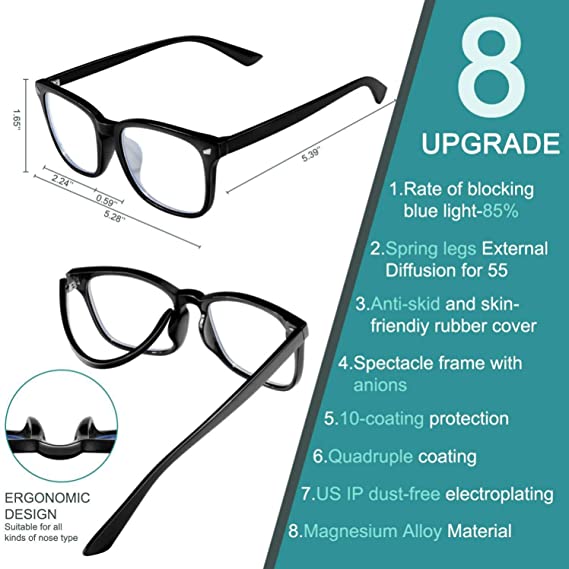 1.65''
2.24''
0.59''
5.28''
5.39''
ERGONOMIC
DESIGN
Suitable for all
kinds of nose type
8
UPGRADE
1.Rate of blocking
blue light-85%
2.Spring legs External
Diffusion for 55
3.Anti-skid and skin-
friendiy rubber cover
4.Spectacle frame with
anions
5.10-coating protection
6.Quadruple coating
7.US IP dust-free electroplating
8.Magnesium Alloy Material